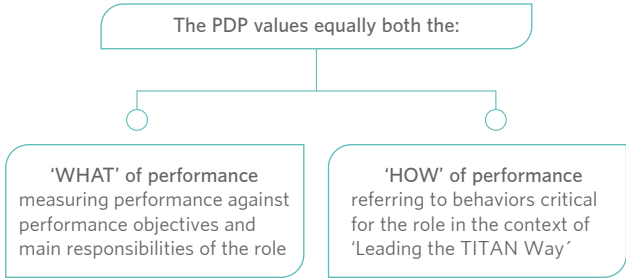 The PDP values equally both the:
‘WHAT’ of performance
measuring performance against
performance objectives and
main responsibilities of the role
‘HOW’ of performance
referring to behaviors critical
for the role in the context of
‘Leading the TITAN Way´